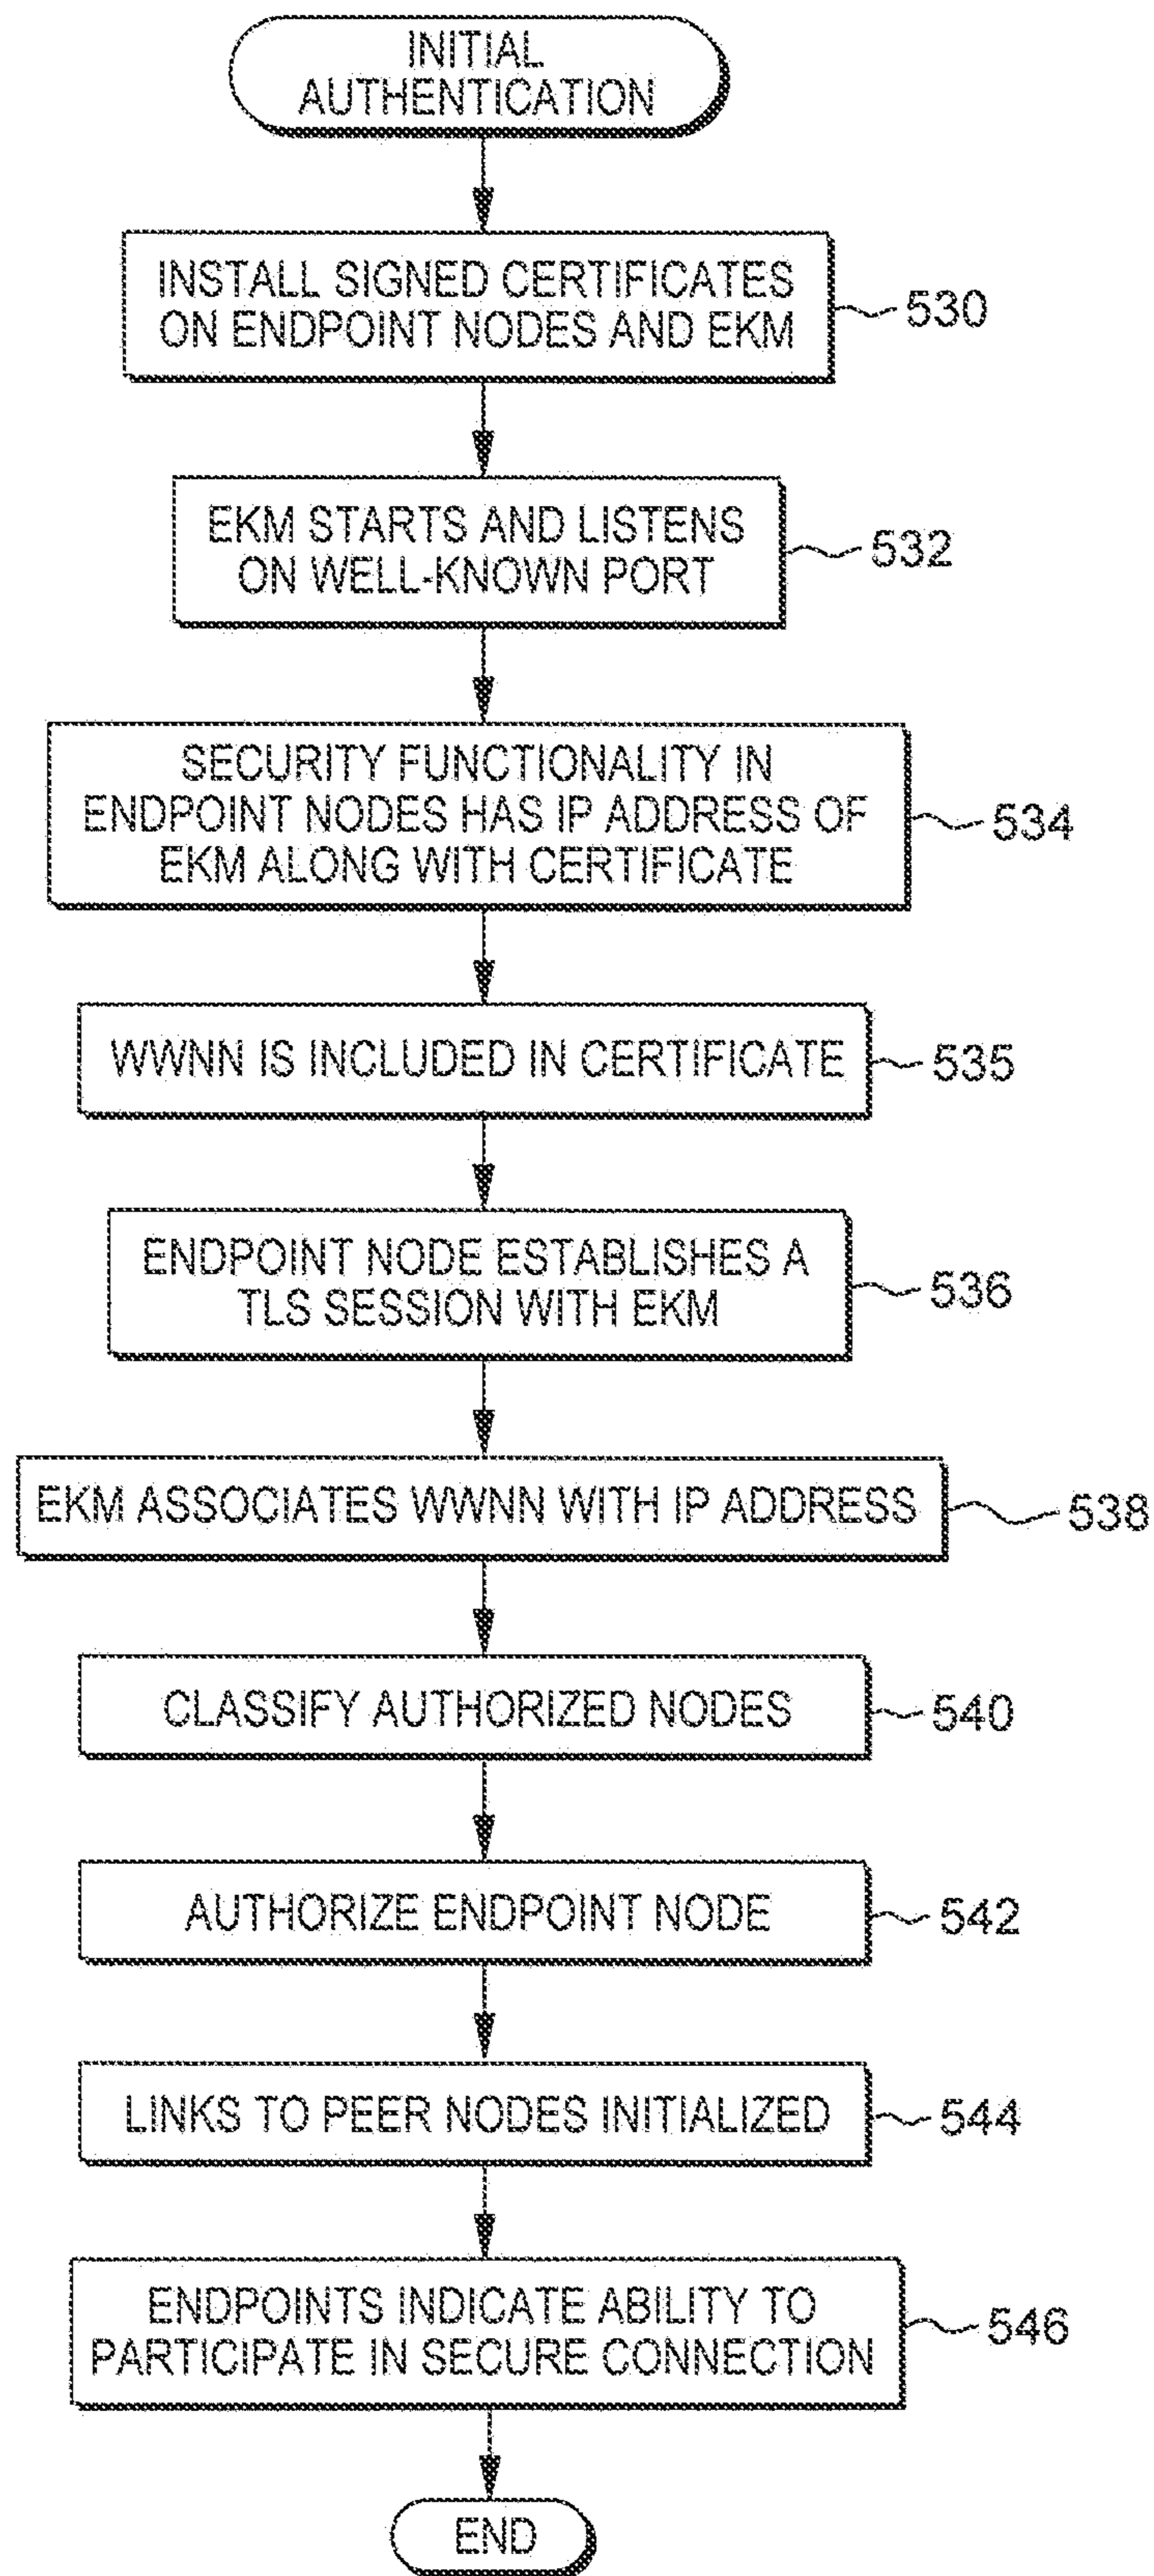 INITIAL
AUTHENTICATION
INSTALL SIGNED CERTIFICATES
ON ENDPOINT NODES AND EKM
530
EKM STARTS AND LISTENS
ON WELL-KNOWN PORT
532
SECURITY FUNCTIONALITY IN
ENDPOINT NODES HAS IP ADDRESS OF
EKM ALONG WITH CERTIFICATE
534
WWNN IS INCLUDED IN CERTIFICATE
535
ENDPOINT NODE ESTABLISHES A
TLS SESSION WITH EKM
536
EKM ASSOCIATES WWNN WITH IP ADDRESS
538
CLASSIFY AUTHORIZED NODES
540
AUTHORIZE ENDPOINT NODE
542
LINKS TO PEER NODES INITIALIZED
544
ENDPOINTS INDICATE ABILITY TO
PARTICIPATE IN SECURE CONNECTION
546
END